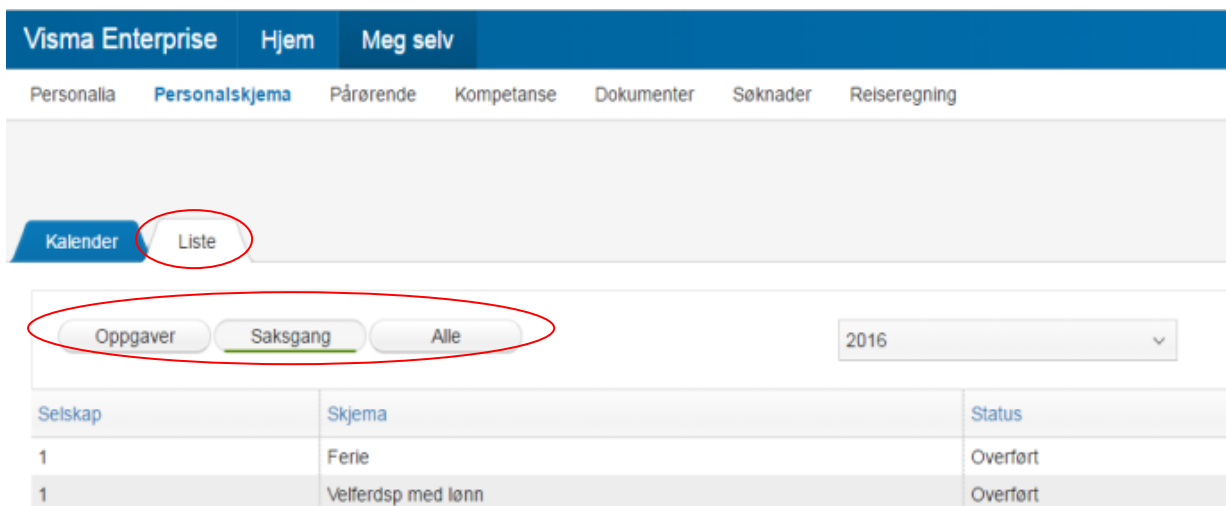 Visma Enterprise Hjem Meg selv
Personalia Personalskjema Pårørende Kompetanse Dokumenter Søknader Reiseregning
Kalender Liste
Oppgaver Saksgang Alle 2016
Selskap Skjema Status
1 Ferie Overført
1 Velferdsp med lønn Overført